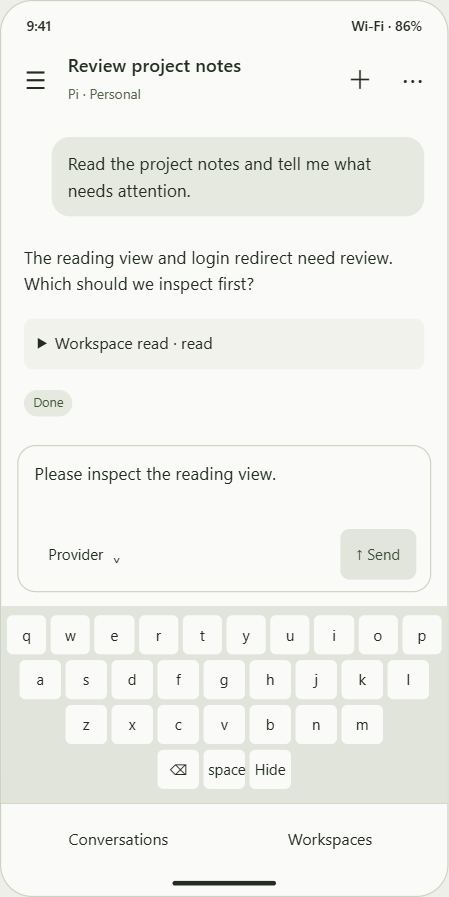 9:41 Wi-Fi · 86%
Review project notes
Pi · Personal
Read the project notes and tell me what
needs attention.
The reading view and login redirect need review.
Which should we inspect first?
▶ Workspace read · read
Done
Please inspect the reading view.
Provider ⌄ ↑ Send
q w e r t y u i o p
a s d f g h j k l
z x c v b n m
⌫ space Hide
Conversations Workspaces